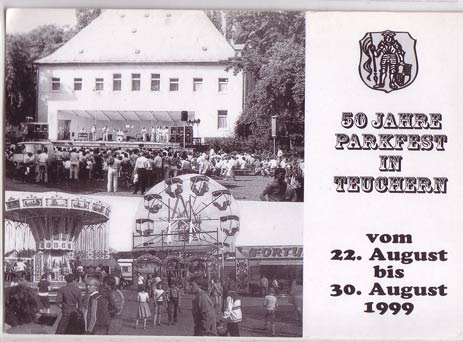 50 JAHRE
PARKFEST
IN
TEUCHERN
vom
22. August
bis
30. August
1999
FORTU